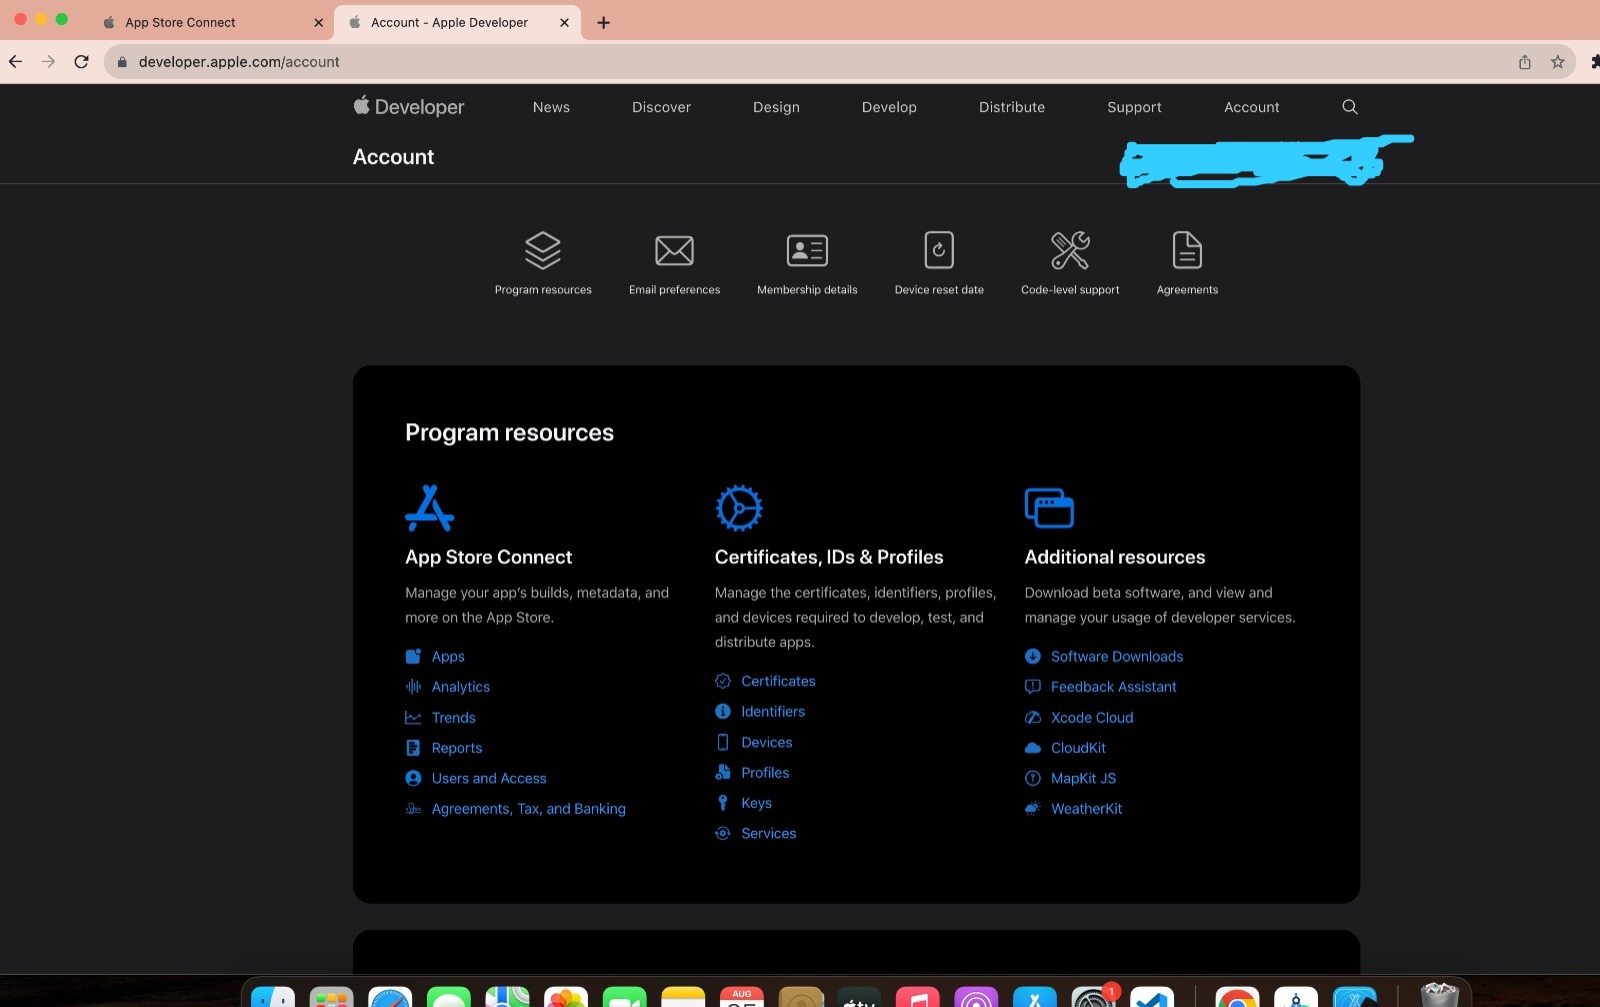 App Store Connect
Account - Apple Developer
developer.apple.com/account
Developer News Discover Design Develop Distribute Support Account
Account
Program resources Email preferences Membership details Device reset date Code-level support Agreements
Program resources
App Store Connect
Manage your app's builds, metadata, and
more on the App Store.
Apps
Analytics
Trends
Reports
Users and Access
Agreements, Tax, and Banking
Certificates, IDs & Profiles
Manage the certificates, identifiers, profiles,
and devices required to develop, test, and
distribute apps.
Certificates
Identifiers
Devices
Profiles
Keys
Services
Additional resources
Download beta software, and view and
manage your usage of developer services.
Software Downloads
Feedback Assistant
Xcode Cloud
CloudKit
MapKit JS
WeatherKit
AUG
1